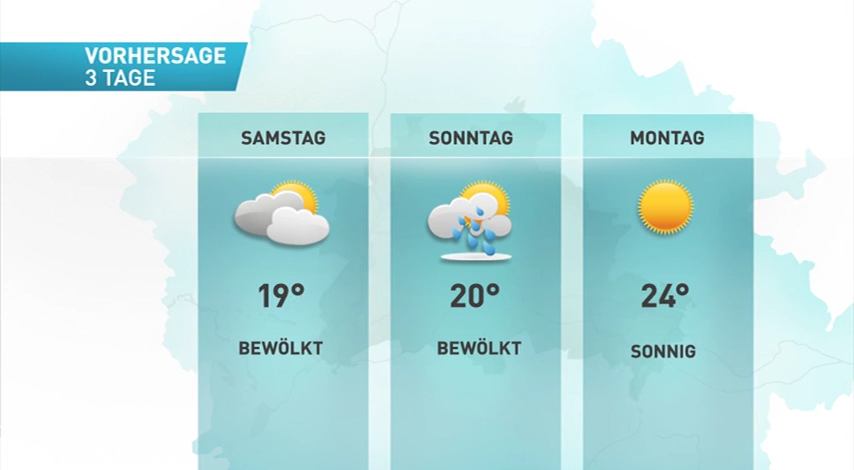 VORHERSAGE
3 TAGE
SAMSTAG
19°
BEWÖLKT
SONNTAG
20°
BEWÖLKT
MONTAG
24°
SONNIG